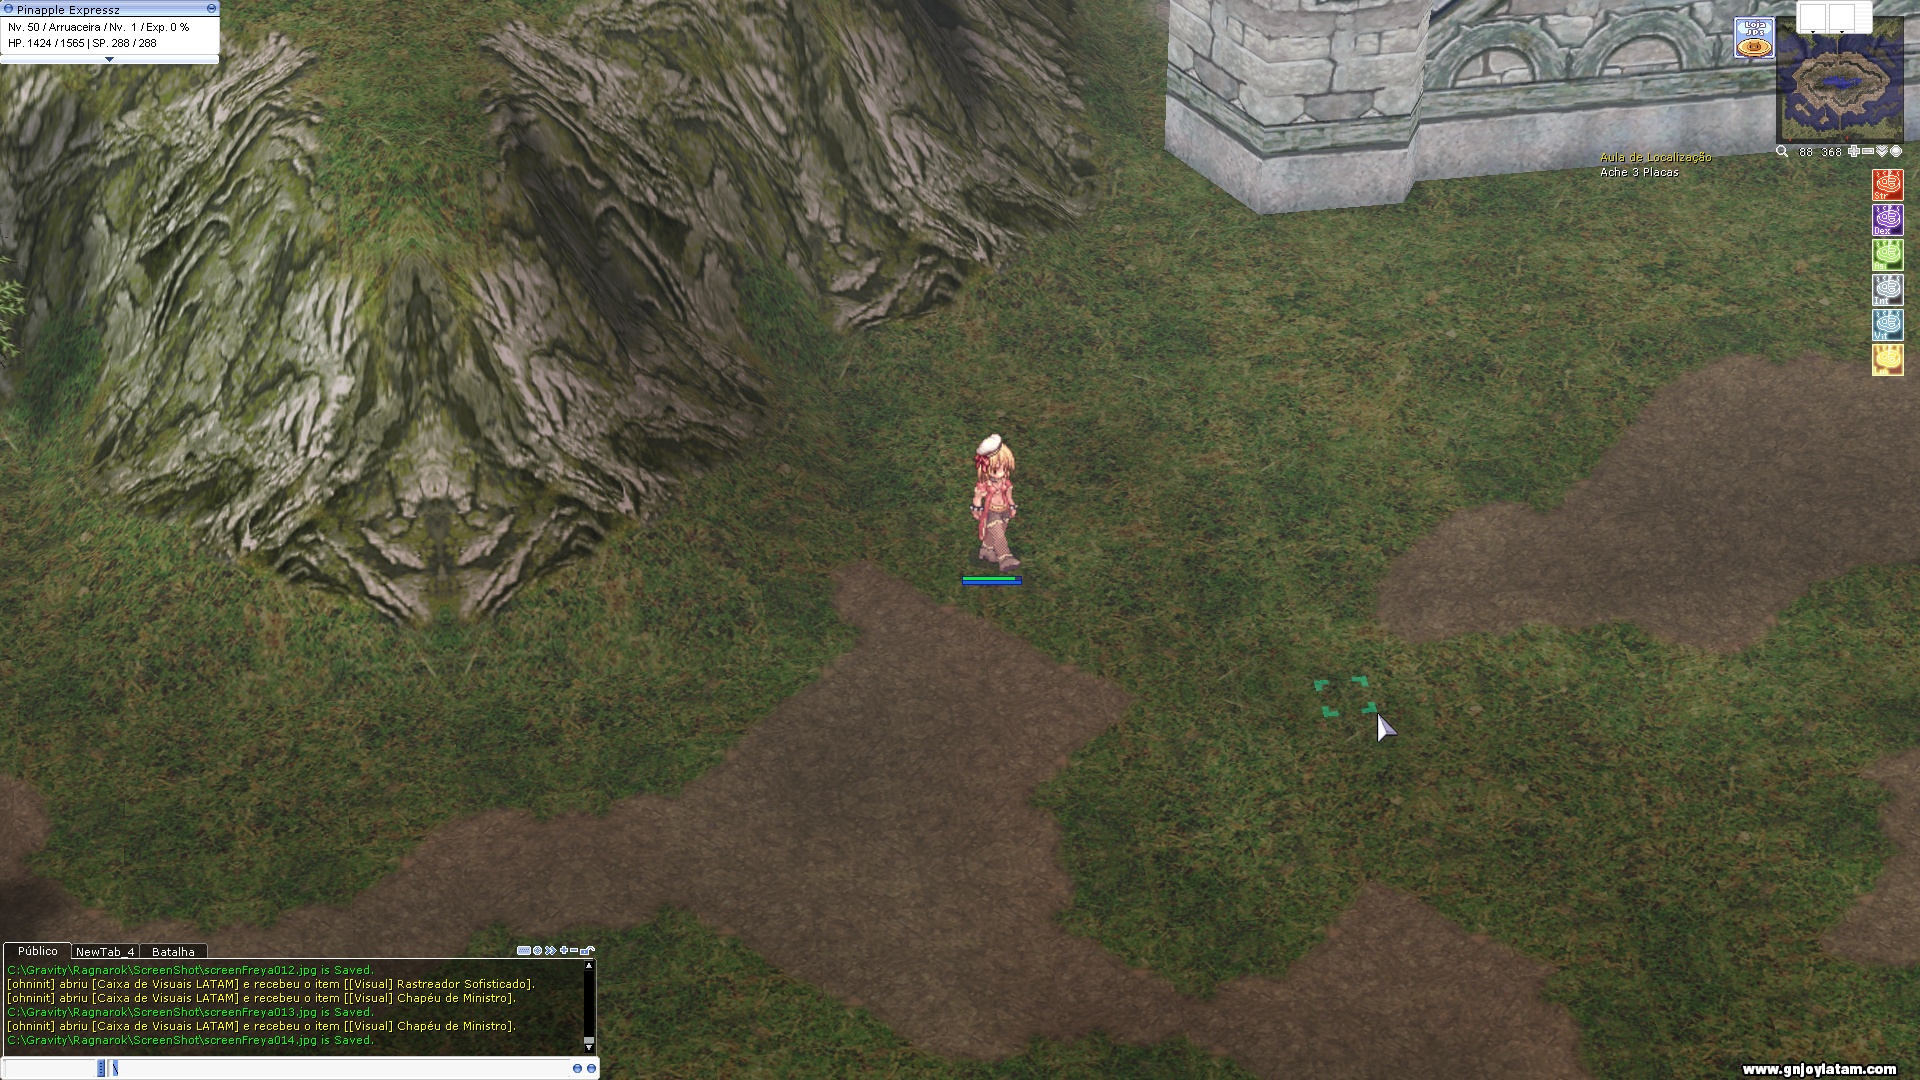 Pinapple Expressz
Nv. 50 / Arruaceira / Nv. 1 / Exp. 0 %
HP. 1424 / 1565 | SP. 288 / 288
Loja
JPs
88 368
Aula de Localização
Ache 3 Placas
Str
Dex
Agi
Int
Vit
Luk
Público NewTab_4 Batalha
C:\Gravity\Ragnarok\ScreenShot\screenFreya012.jpg is Saved.
[ohninit] abriu [Caixa de Visuais LATAM] e recebeu o item [[Visual] Rastreador Sofisticado].
[ohninit] abriu [Caixa de Visuais LATAM] e recebeu o item [[Visual] Chapéu de Ministro].
C:\Gravity\Ragnarok\ScreenShot\screenFreya013.jpg is Saved.
[ohninit] abriu [Caixa de Visuais LATAM] e recebeu o item [[Visual] Chapéu de Ministro].
C:\Gravity\Ragnarok\ScreenShot\screenFreya014.jpg is Saved.
\
www.gnjoylatam.com